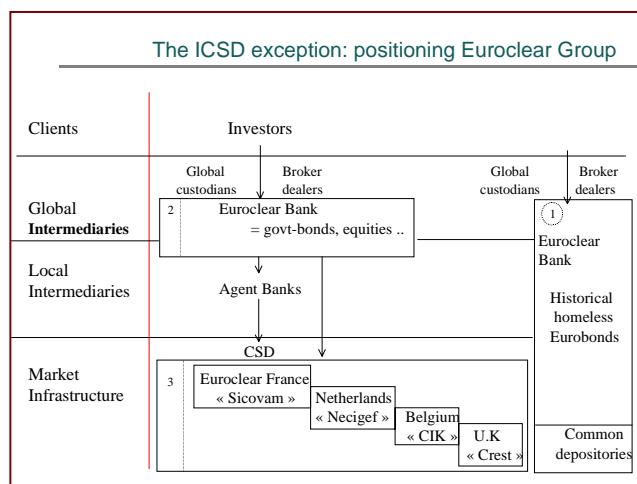 The ICSD exception: positioning Euroclear Group
Clients
Investors
Global
custodians
Broker
dealers
Global
custodians
Broker
dealers
Global
Intermediaries
2
Euroclear Bank
= govt-bonds, equities ..
1
Euroclear
Bank
Local
Intermediaries
Agent Banks
Historical
homeless
Eurobonds
CSD
Market
Infrastructure
3
Euroclear France
« Sicovam »
Netherlands
« Necigef »
Belgium
« CIK »
U.K
« Crest »
Common
depositories